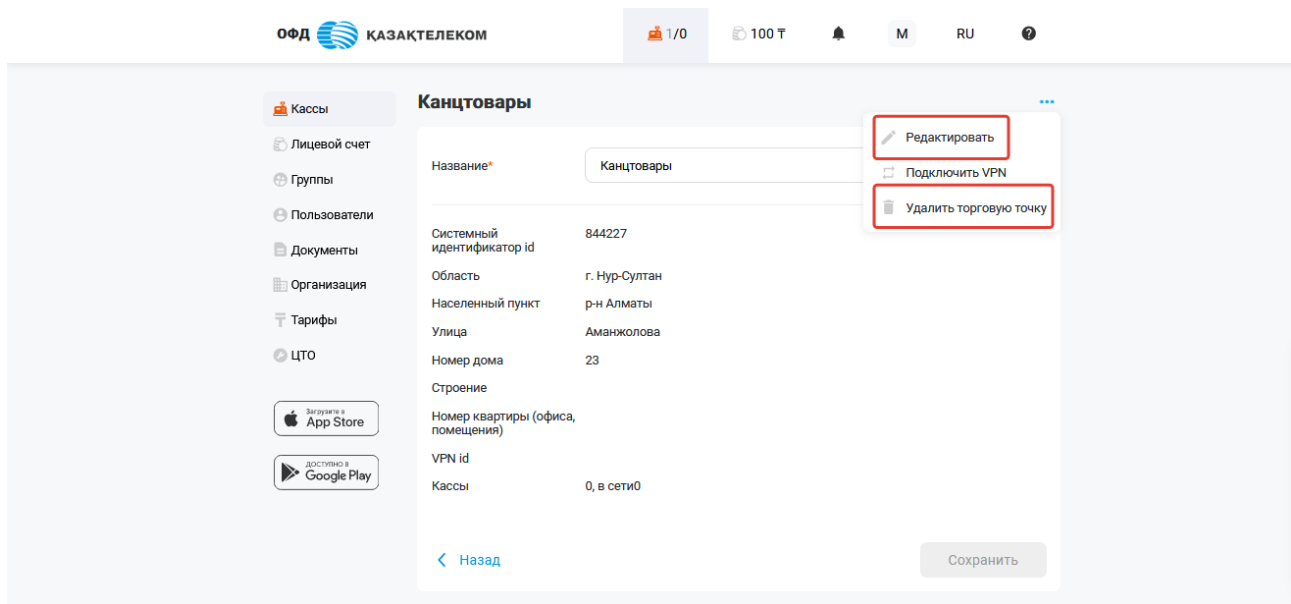 ОФД ҚАЗАҚТЕЛЕКОМ
1/0
100 ₸
M
RU
?
Кассы
Лицевой счет
Группы
Пользователи
Документы
Организация
Тарифы
ЦТО
Загрузите в
App Store
ДОСТУПНО В
Google Play
Канцтовары
Редактировать
Подключить VPN
Удалить торговую точку
Название* Канцтовары
Системный
идентификатор id 844227
Область г. Нур-Султан
Населенный пункт р-н Алматы
Улица Аманжолова
Номер дома 23
Строение
Номер квартиры (офиса,
помещения)
VPN id
Кассы 0, в сети0
Назад
Сохранить